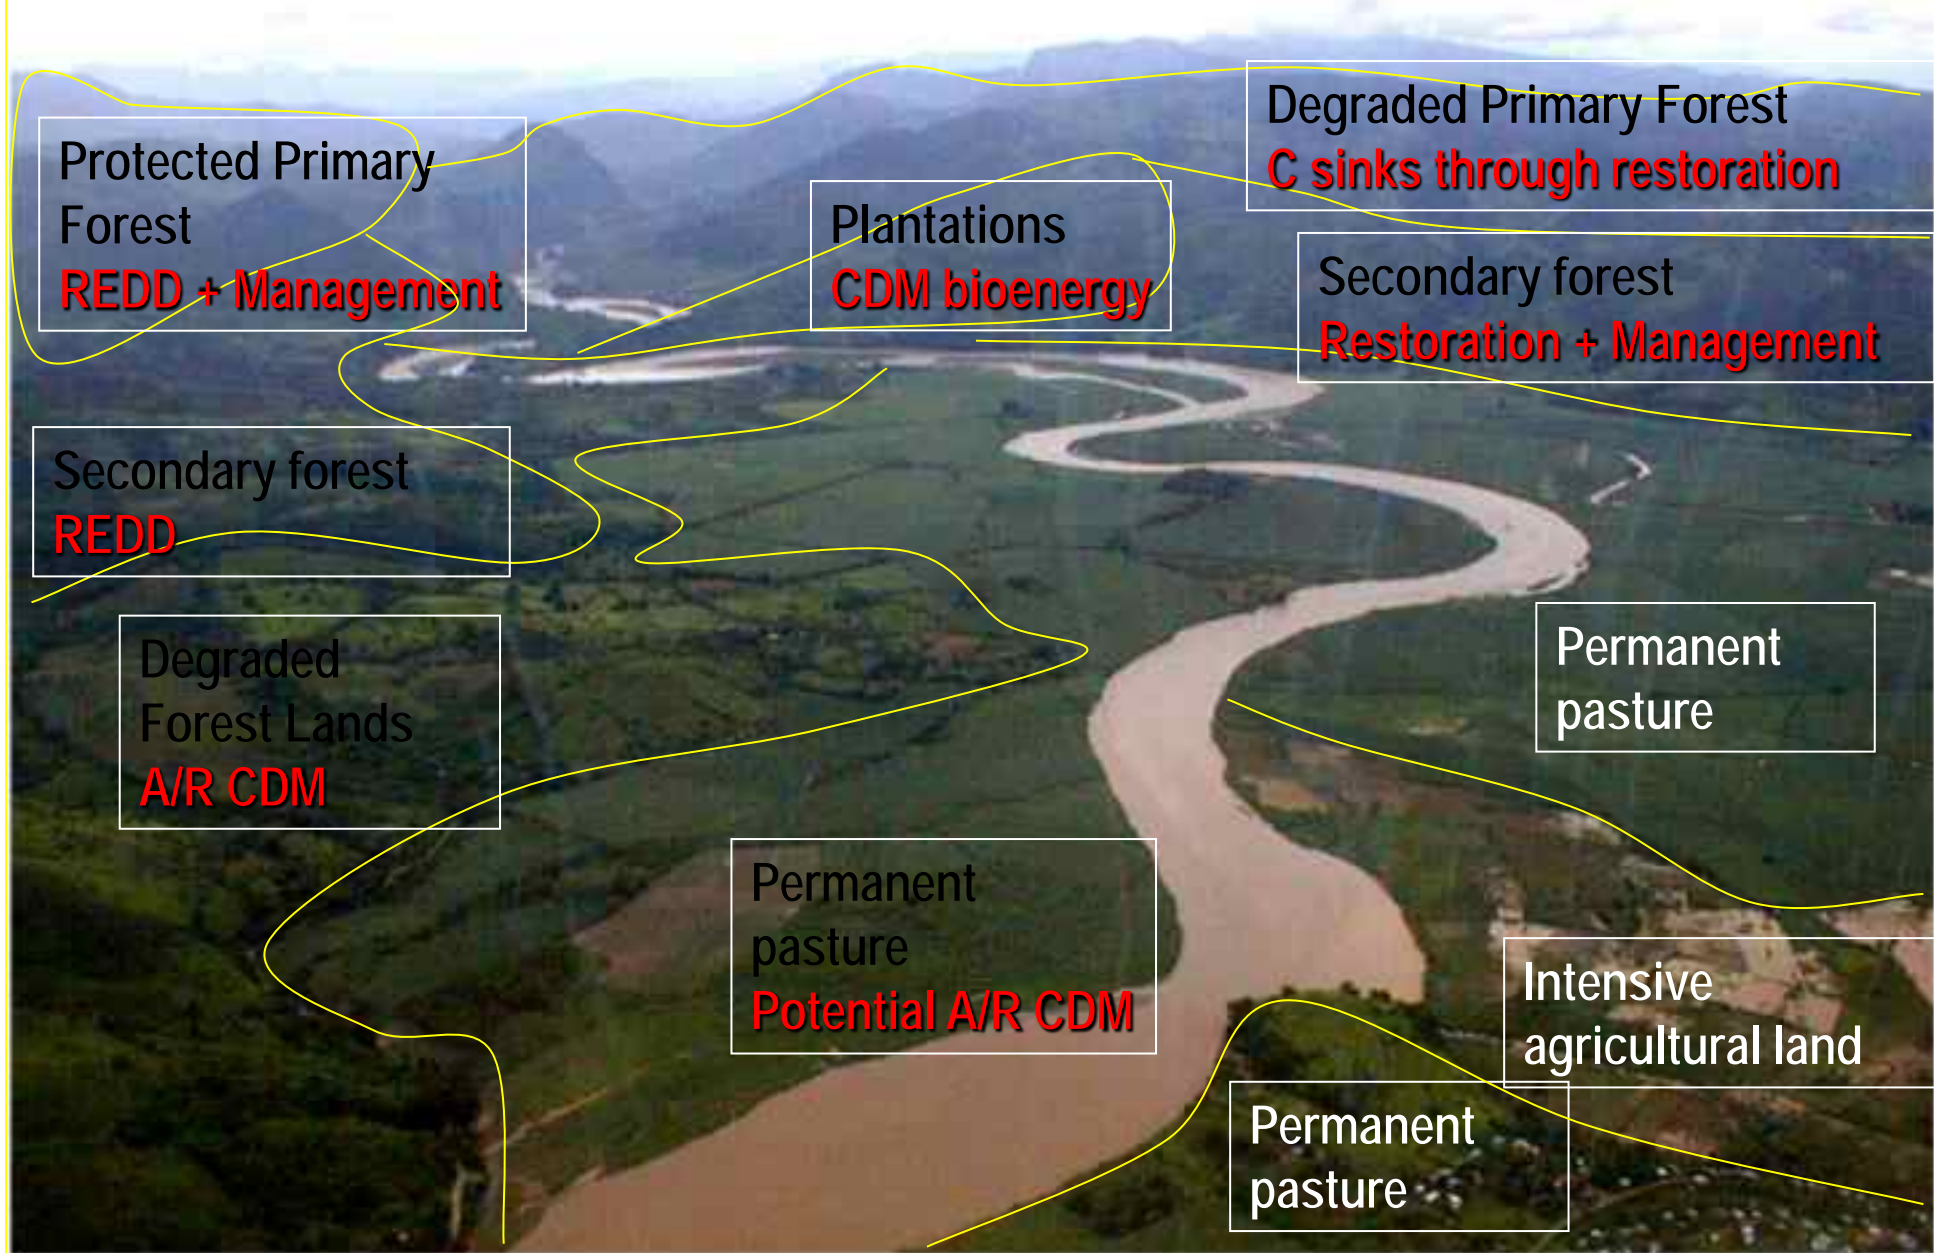 Protected Primary
Forest
REDD + Management
Plantations
CDM bioenergy
Degraded Primary Forest
C sinks through restoration
Secondary forest
Restoration + Management
Secondary forest
REDD
Degraded
Forest Lands
A/R CDM
Permanent
pasture
Permanent
pasture
Potential A/R CDM
Intensive
agricultural land
Permanent
pasture